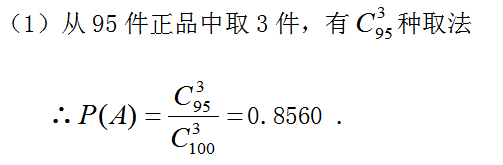 （1）从 95 件正品中取 3 件，有 $C_{95}^{3}$ 种取法
∴ $P(A) = \frac{C_{95}^{3}}{C_{100}^{3}} = 0.8560$ .